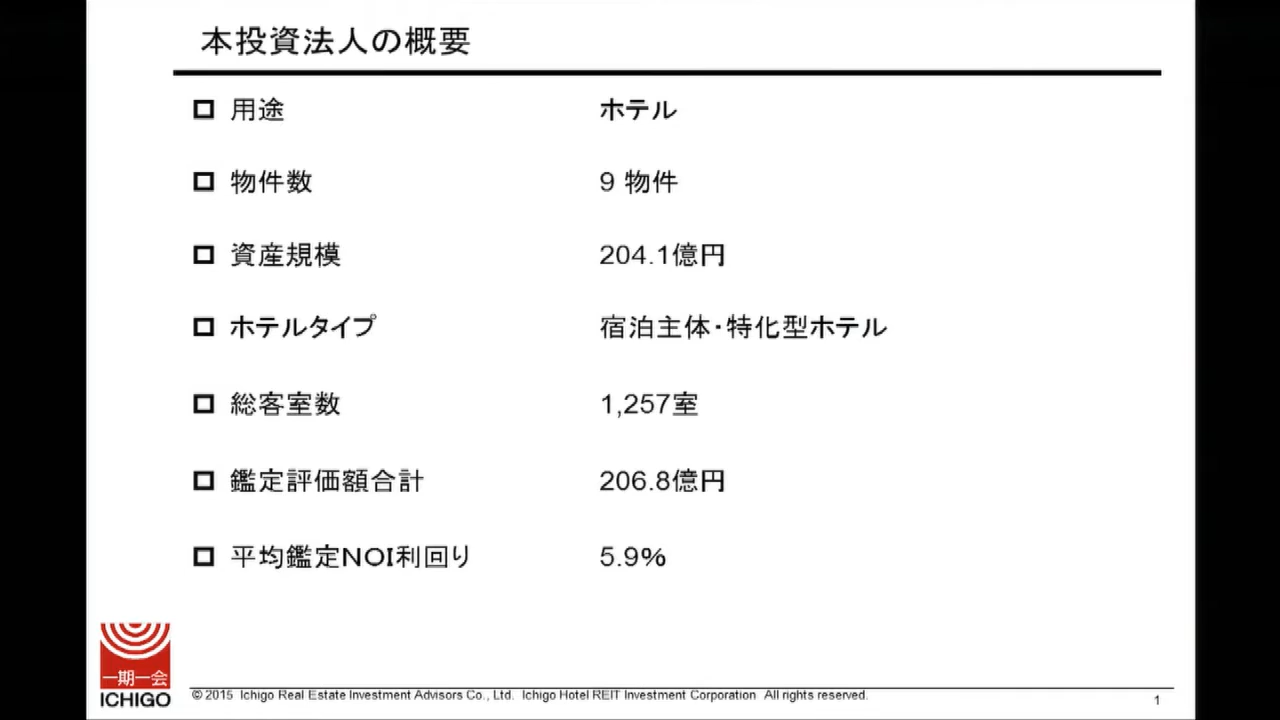 本投資法人の概要
用途 ホテル
物件数 9 物件
資産規模 204.1億円
ホテルタイプ 宿泊主体・特化型ホテル
総客室数 1,257室
鑑定評価額合計 206.8億円
平均鑑定NOI利回り 5.9%
一期一会
ICHIGO
© 2015 Ichigo Real Estate Investment Advisors Co., Ltd. Ichigo Hotel REIT Investment Corporation All rights reserved.
1